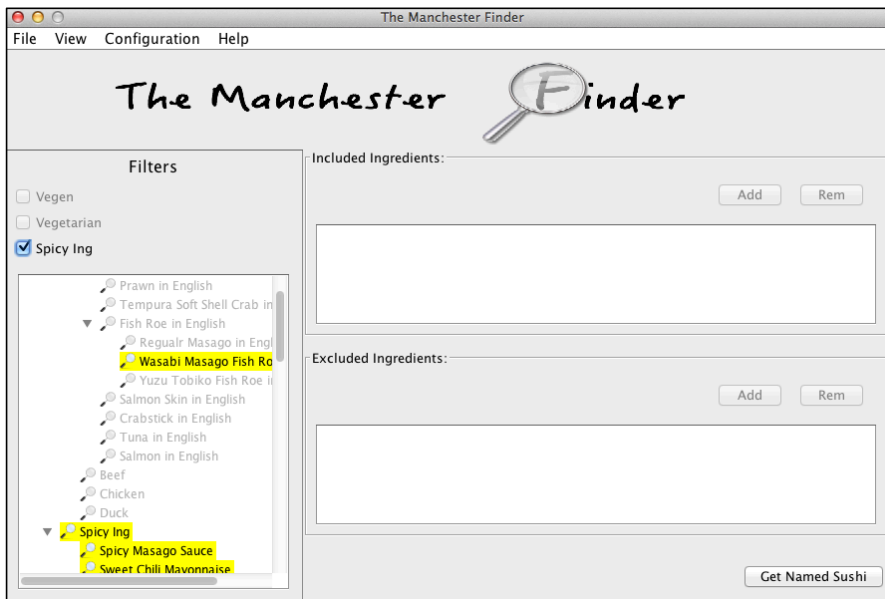 The Manchester Finder
File View Configuration Help
The Manchester Finder
Filters
Vegen
Vegetarian
Spicy Ing
Prawn in English
Tempura Soft Shell Crab in
Fish Roe in English
Regualr Masago in Engl
Wasabi Masago Fish Ro
Yuzu Tobiko Fish Roe i
Salmon Skin in English
Crabstick in English
Tuna in English
Salmon in English
Beef
Chicken
Duck
Spicy Ing
Spicy Masago Sauce
Sweet Chili Mayonnaise
Included Ingredients:
Add Rem
Excluded Ingredients:
Add Rem
Get Named Sushi